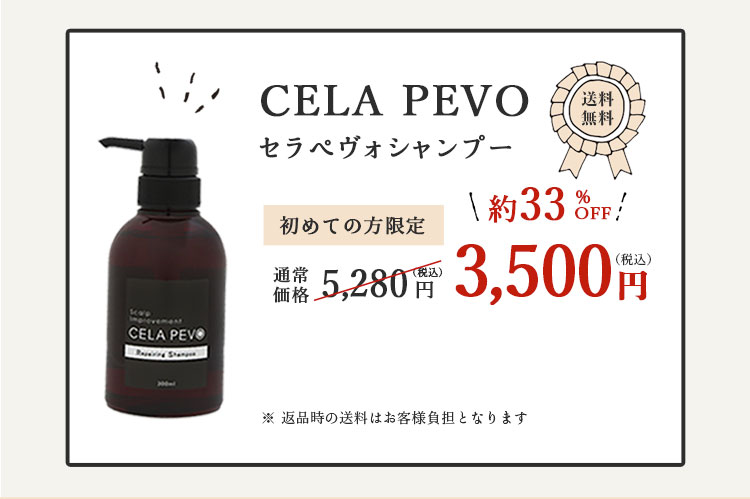 CELA PEVO
セラペヴォシャンプー
送料
無料
初めての方限定
約33%OFF!
通常
価格
5,280円(税込)
3,500円(税込)
Scalp
Improvement
CELA PEVO
Repairing Shampoo
300ml
※ 返品時の送料はお客様負担となります